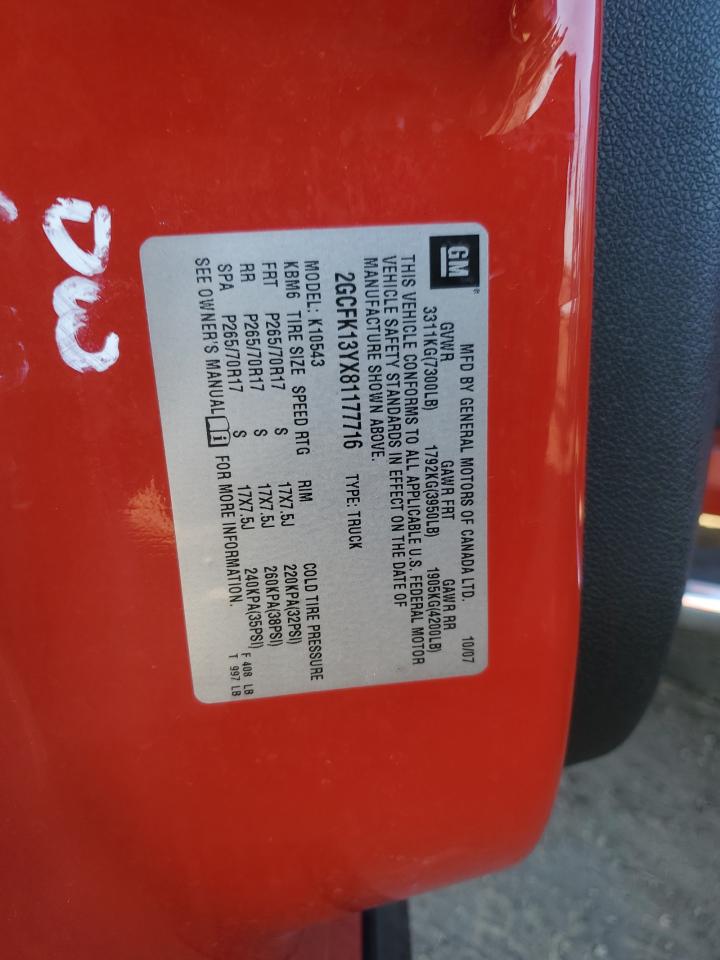 GM®
MFD BY GENERAL MOTORS OF CANADA LTD. 10/07
GVWR GAWR FRT GAWR RR
3311KG(7300LB) 1792KG(3950LB) 1905KG(4200LB)
THIS VEHICLE CONFORMS TO ALL APPLICABLE U.S. FEDERAL MOTOR
VEHICLE SAFETY STANDARDS IN EFFECT ON THE DATE OF
MANUFACTURE SHOWN ABOVE.
2GCFK13YX81177716 TYPE: TRUCK
MODEL: K10543
KBM6 TIRE SIZE SPEED RTG RIM COLD TIRE PRESSURE
FRT P265/70R17 S 17X7.5J 220KPA(32PSI)
RR P265/70R17 S 17X7.5J 260KPA(38PSI)
SPA P265/70R17 S 17X7.5J 240KPA(35PSI)
SEE OWNER'S MANUAL i FOR MORE INFORMATION.
F 408 LB
T 997 LB
DW